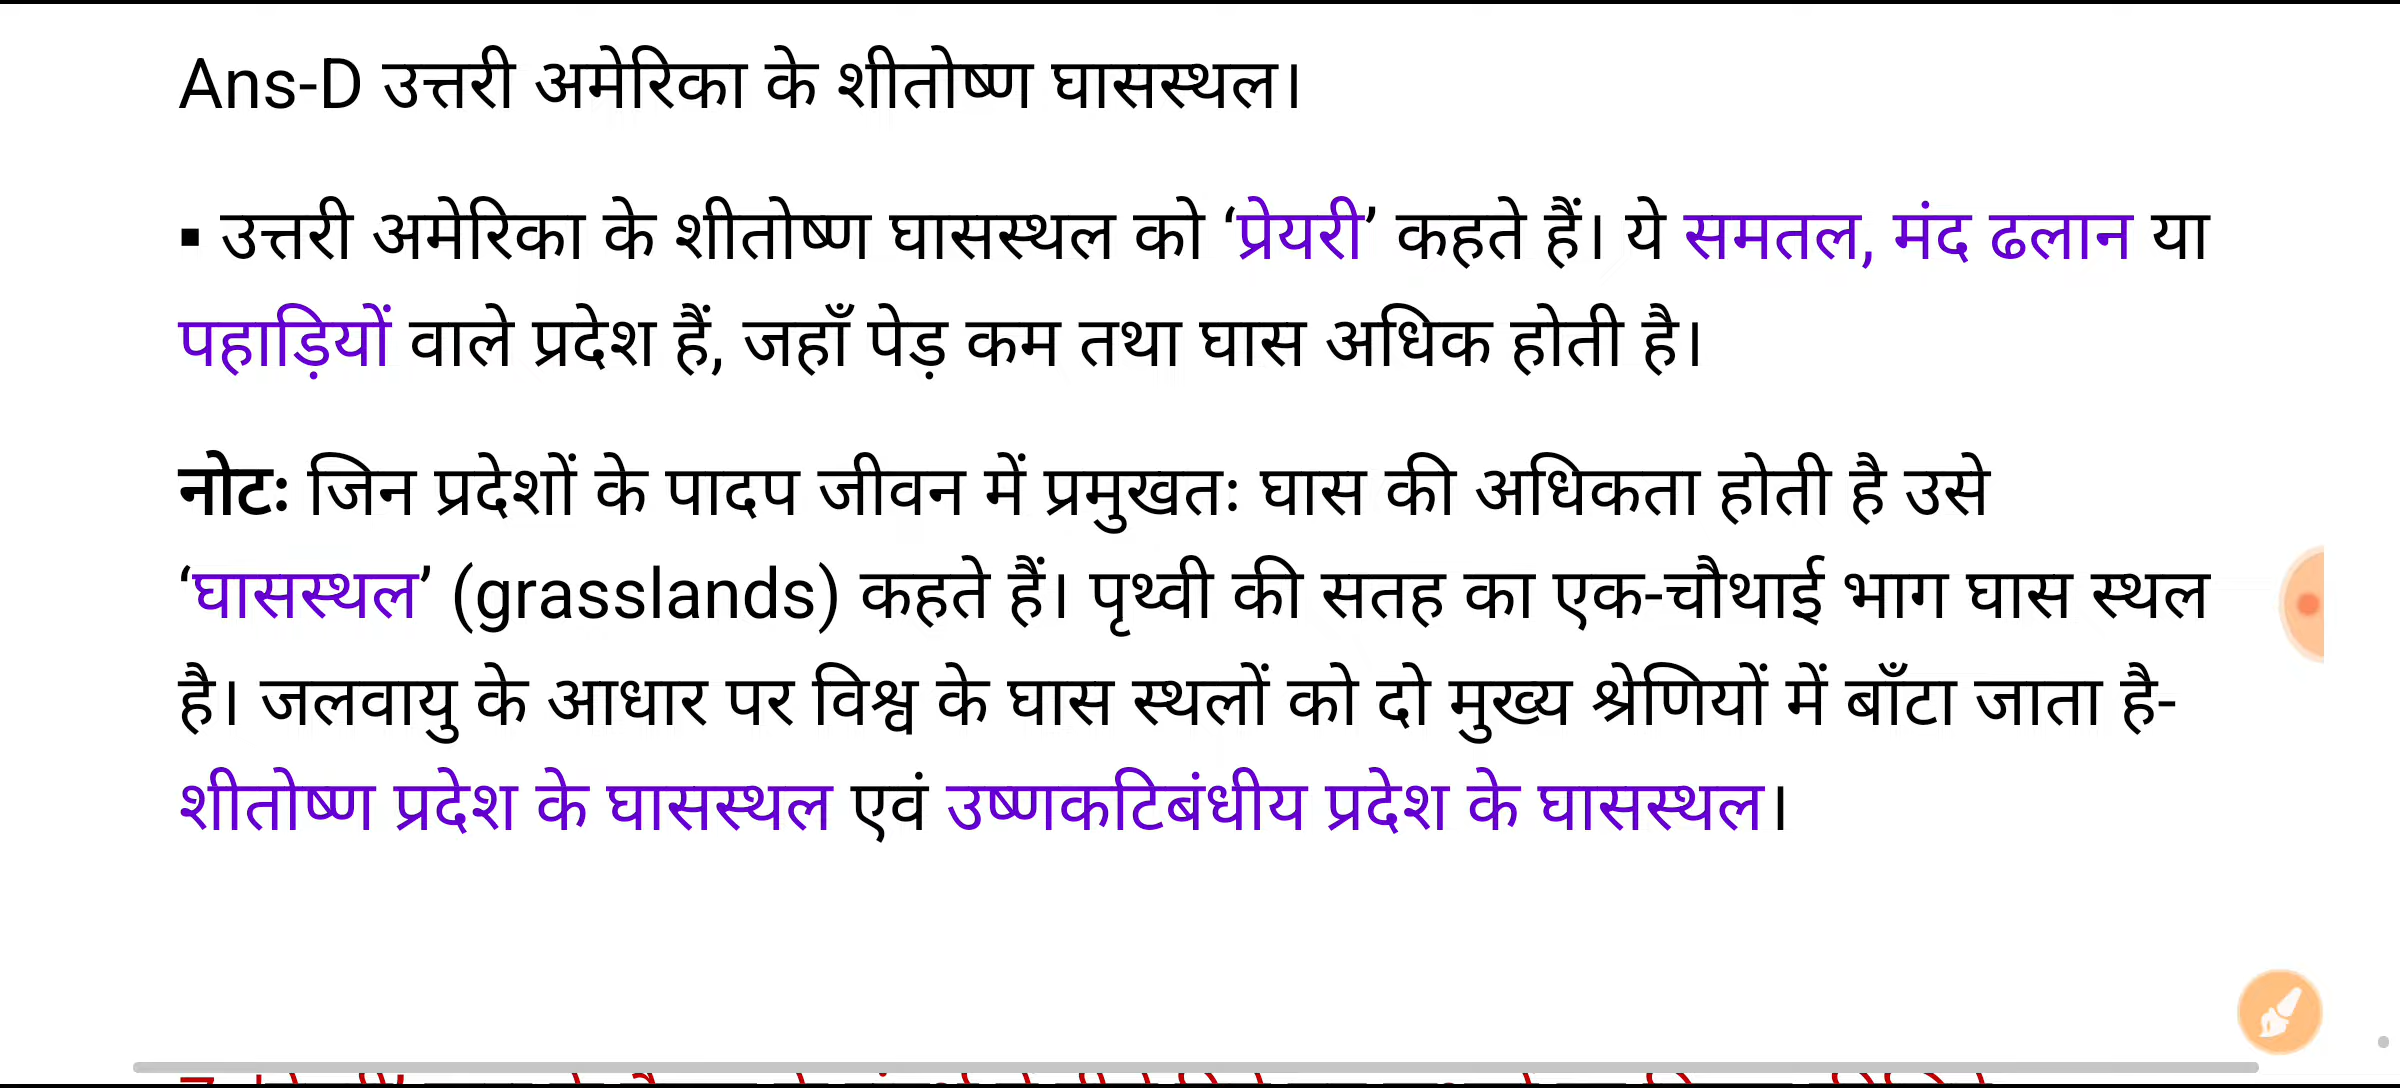 Ans-D उत्तरी अमेरिका के शीतोष्ण घासस्थल।
▪ उत्तरी अमेरिका के शीतोष्ण घासस्थल को ‘प्रेयरी’ कहते हैं। ये समतल, मंद ढलान या
पहाड़ियों वाले प्रदेश हैं, जहाँ पेड़ कम तथा घास अधिक होती है।
नोटः जिन प्रदेशों के पादप जीवन में प्रमुखतः घास की अधिकता होती है उसे
‘घासस्थल’ (grasslands) कहते हैं। पृथ्वी की सतह का एक-चौथाई भाग घास स्थल
है। जलवायु के आधार पर विश्व के घास स्थलों को दो मुख्य श्रेणियों में बाँटा जाता है-
शीतोष्ण प्रदेश के घासस्थल एवं उष्णकटिबंधीय प्रदेश के घासस्थल।